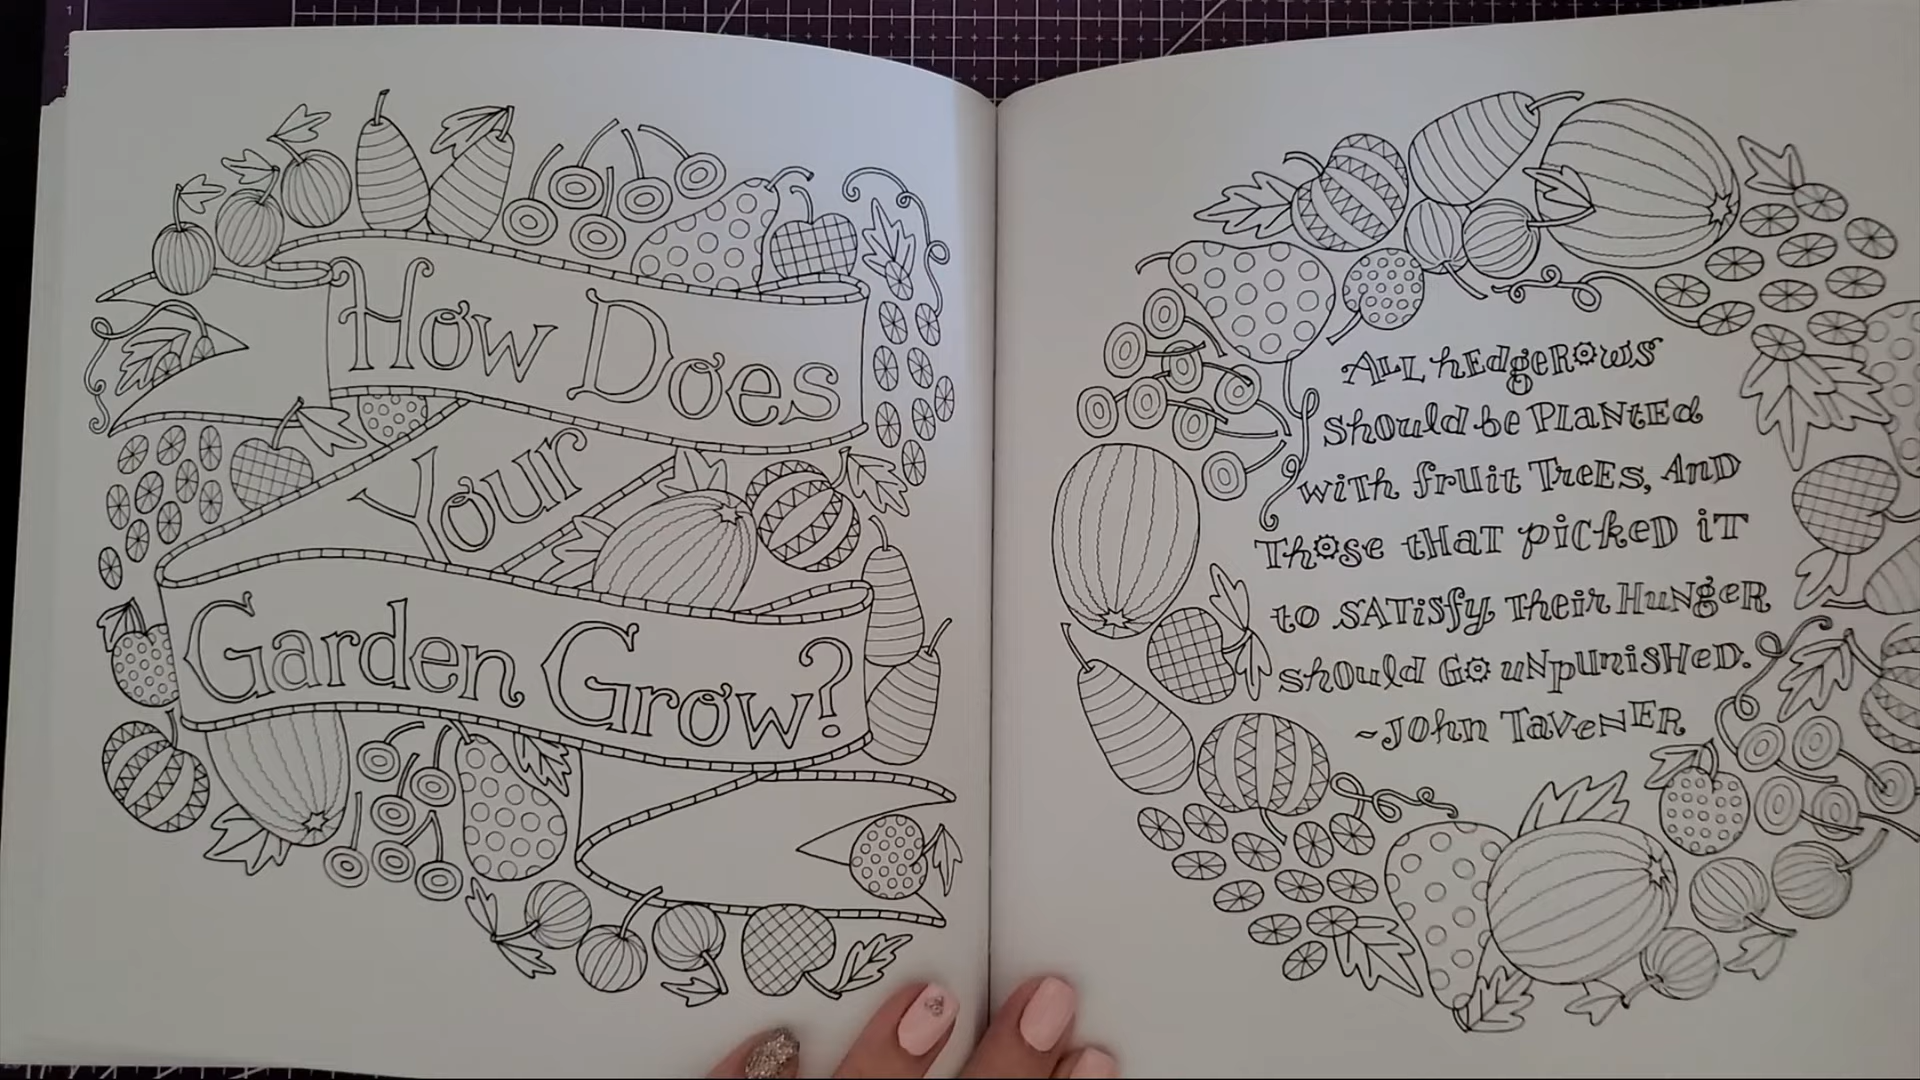 How Does
Your
Garden Grow?
ALL hEdgeRows
should be PLaNtEd
with fruit TreEs, AnD
Those tHaT picKeD iT
to SATisfy TheiR HuNgeR
should Go uNpuniSHeD.
~John TaVeNER